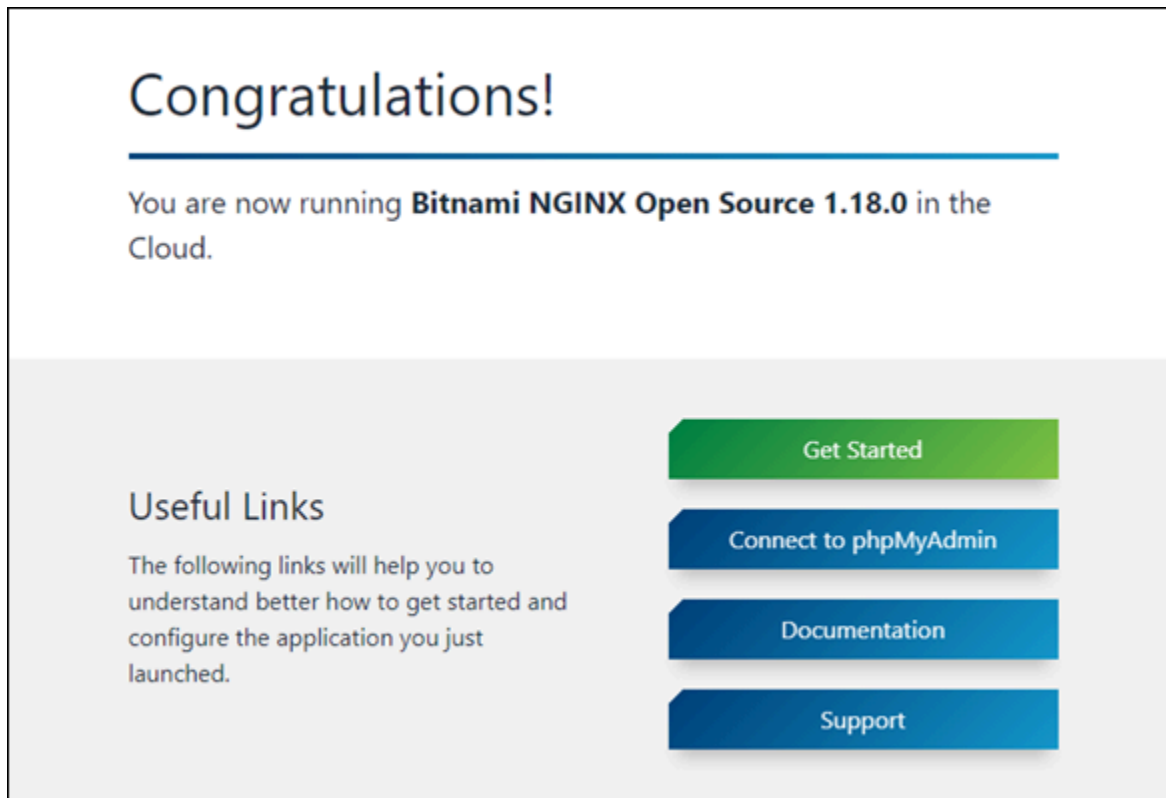 Congratulations!
You are now running Bitnami NGINX Open Source 1.18.0 in the
Cloud.
Useful Links
The following links will help you to
understand better how to get started and
configure the application you just
launched.
Get Started
Connect to phpMyAdmin
Documentation
Support